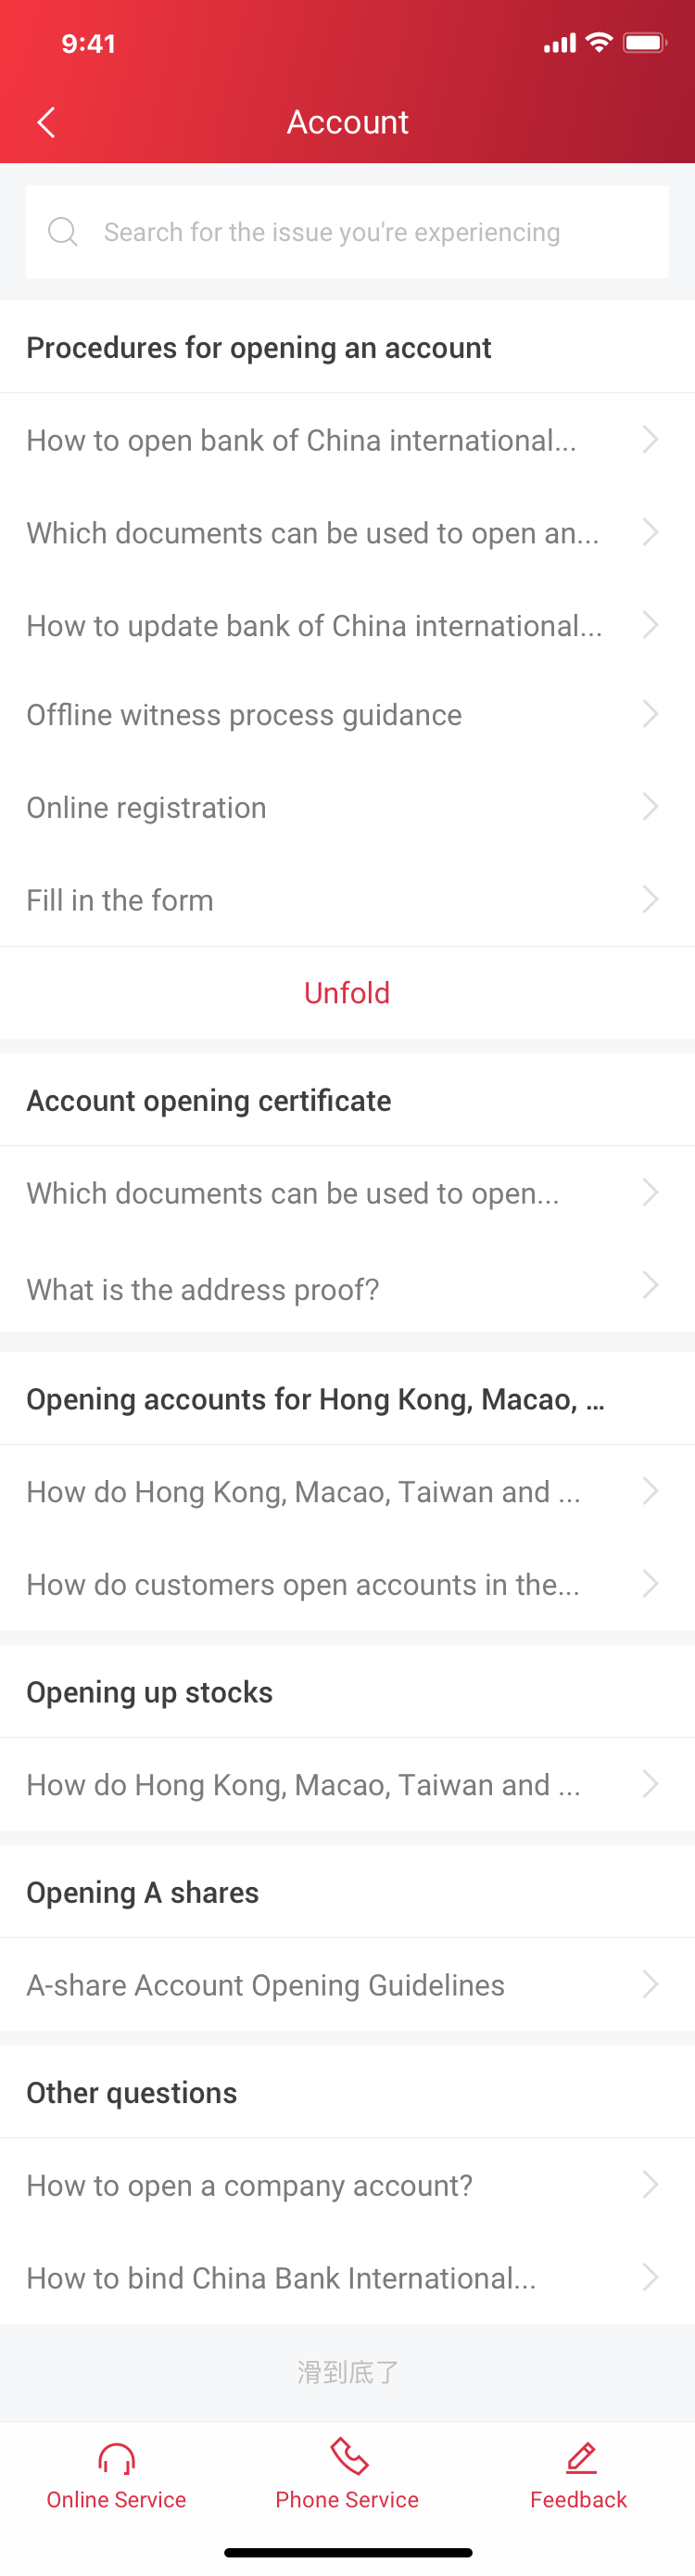 9:41
Account
Search for the issue you're experiencing
Procedures for opening an account
How to open bank of China international...
Which documents can be used to open an...
How to update bank of China international...
Offline witness process guidance
Online registration
Fill in the form
Unfold
Account opening certificate
Which documents can be used to open...
What is the address proof?
Opening accounts for Hong Kong, Macao, ...
How do Hong Kong, Macao, Taiwan and ...
How do customers open accounts in the...
Opening up stocks
How do Hong Kong, Macao, Taiwan and ...
Opening A shares
A-share Account Opening Guidelines
Other questions
How to open a company account?
How to bind China Bank International...
滑到底了
Online Service
Phone Service
Feedback